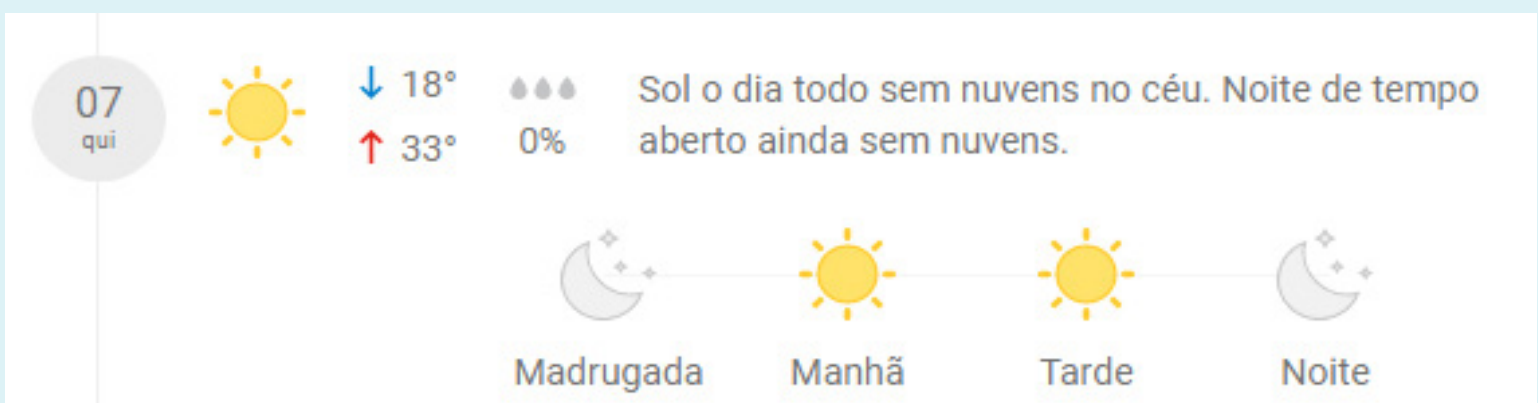 07
qui
↓ 18°
↑ 33°
0%
Sol o dia todo sem nuvens no céu. Noite de tempo
aberto ainda sem nuvens.
Madrugada Manhã Tarde Noite